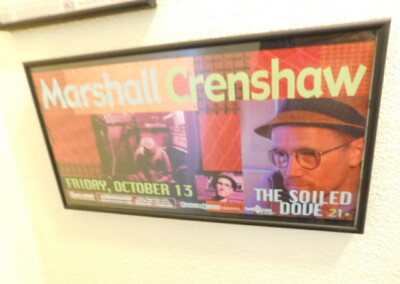 Marshall Crenshaw
FRIDAY, OCTOBER 13
THE SOILED
DOVE 21+